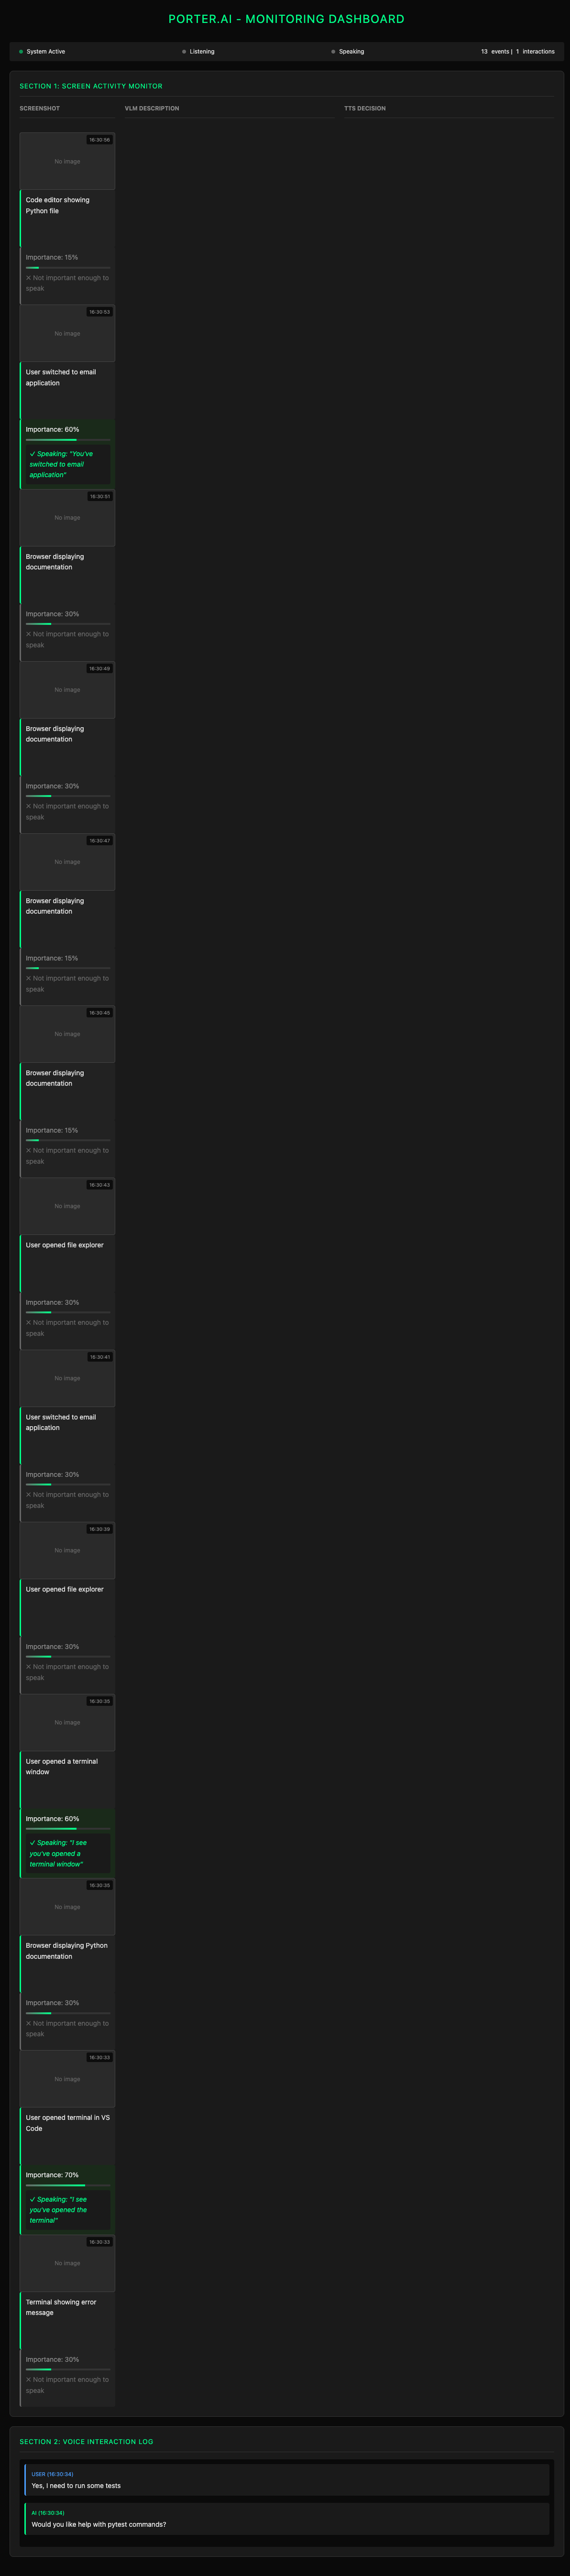 PORTER.AI - MONITORING DASHBOARD
System Active
Listening
Speaking
13 events | 1 interactions
SECTION 1: SCREEN ACTIVITY MONITOR
SCREENSHOT
VLM DESCRIPTION
TTS DECISION
16:30:56
No image
Code editor showing
Python file
Importance: 15%
✕ Not important enough to
speak
16:30:53
No image
User switched to email
application
Importance: 60%
✓ Speaking: "You've
switched to email
application"
16:30:51
No image
Browser displaying
documentation
Importance: 30%
✕ Not important enough to
speak
16:30:49
No image
Browser displaying
documentation
Importance: 30%
✕ Not important enough to
speak
16:30:47
No image
Browser displaying
documentation
Importance: 15%
✕ Not important enough to
speak
16:30:45
No image
Browser displaying
documentation
Importance: 15%
✕ Not important enough to
speak
16:30:43
No image
User opened file explorer
Importance: 30%
✕ Not important enough to
speak
16:30:41
No image
User switched to email
application
Importance: 30%
✕ Not important enough to
speak
16:30:39
No image
User opened file explorer
Importance: 30%
✕ Not important enough to
speak
16:30:35
No image
User opened a terminal
window
Importance: 60%
✓ Speaking: "I see
you've opened a
terminal window"
16:30:35
No image
Browser displaying Python
documentation
Importance: 30%
✕ Not important enough to
speak
16:30:33
No image
User opened terminal in VS
Code
Importance: 70%
✓ Speaking: "I see
you've opened the
terminal"
16:30:33
No image
Terminal showing error
message
Importance: 30%
✕ Not important enough to
speak
SECTION 2: VOICE INTERACTION LOG
USER (16:30:34)
Yes, I need to run some tests
AI (16:30:34)
Would you like help with pytest commands?